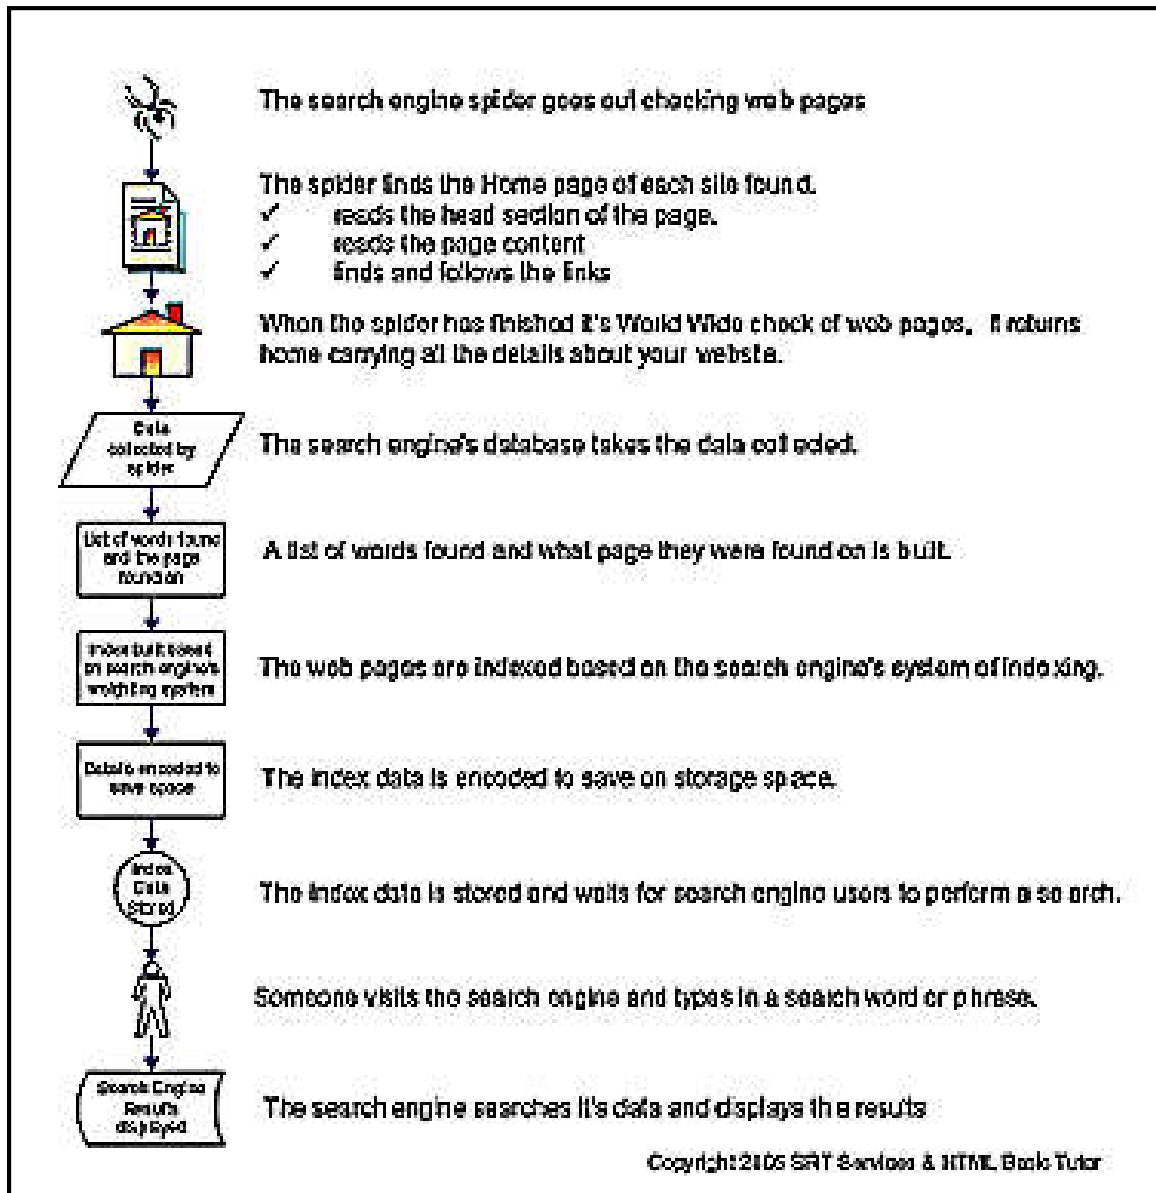 The search engine spider goes out checking web pages
The spider finds the Home page of each site found.
✓ reads the head section of the page.
✓ reads the page content
✓ finds and follows the links
When the spider has finished it's World Wide check of web pages, it returns
home carrying all the details about your website.
Data
collected by
spider
The search engine's database takes the data collected.
List of words found
and the page
found on
A list of words found and what page they were found on is built.
Index built based
on search engine's
weighting system
The web pages are indexed based on the search engine's system of indexing.
Data is encoded to
save space
The index data is encoded to save on storage space.
Index
Data
Stored
The index data is stored and waits for search engine users to perform a search.
Someone visits the search engine and types in a search word or phrase.
Search Engine
Results
displayed
The search engine searches it's data and displays the results
Copyright SRT Services & HTML Basic Tutor